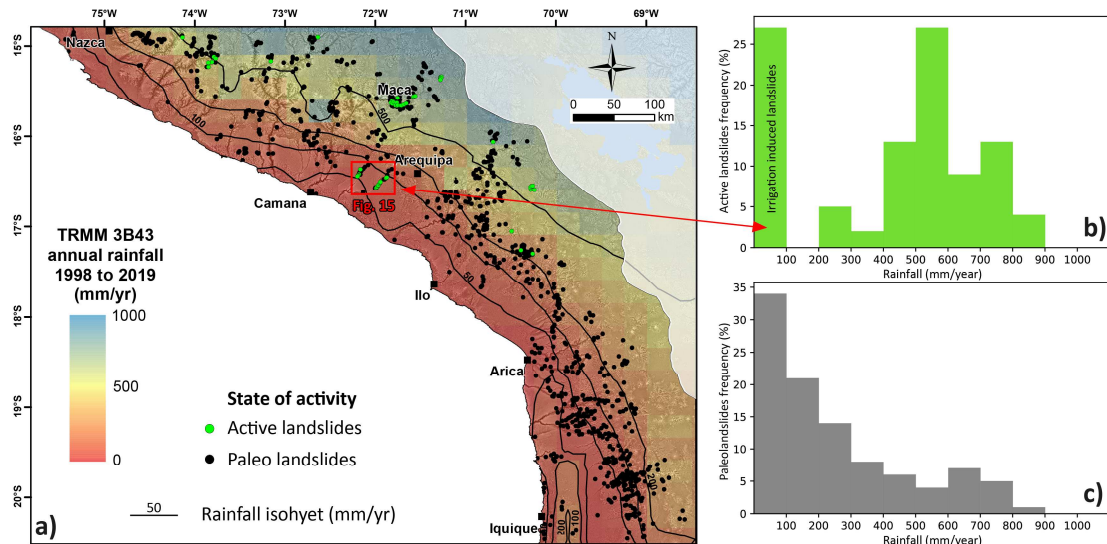 75°W
74°W
73°W
72°W
71°W
70°W
69°W
15°S
16°S
17°S
18°S
19°S
20°S
Nazca
N
0 50 100
km
Maca
500
100
Arequipa
Camana
Fig. 15
TRMM 3B43
annual rainfall
1998 to 2019
(mm/yr)
1000
500
0
50
Ilo
Arica
State of activity
Active landslides
Paleo landslides
50
Rainfall isohyet (mm/yr)
200
200
100
Iquique
a)
Active landslides frequency (%)
25
20
15
10
5
0
Irrigation induced landslides
100 200 300 400 500 600 700 800 900 1000
Rainfall (mm/year)
b)
Paleolandslides frequency (%)
35
30
25
20
15
10
5
0
100 200 300 400 500 600 700 800 900 1000
Rainfall (mm/year)
c)